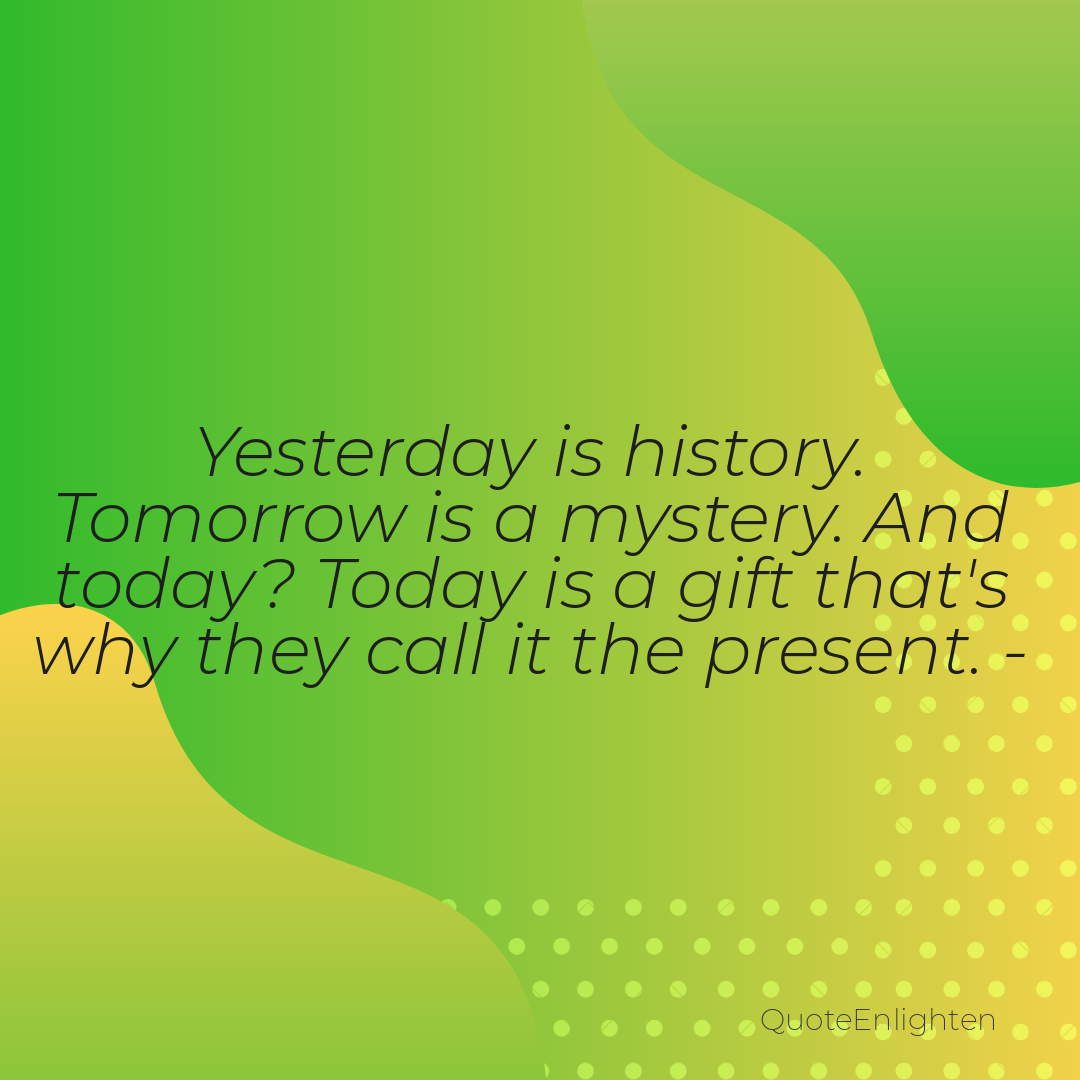 Yesterday is history.
Tomorrow is a mystery. And
today? Today is a gift that's
why they call it the present. -
QuoteEnlighten